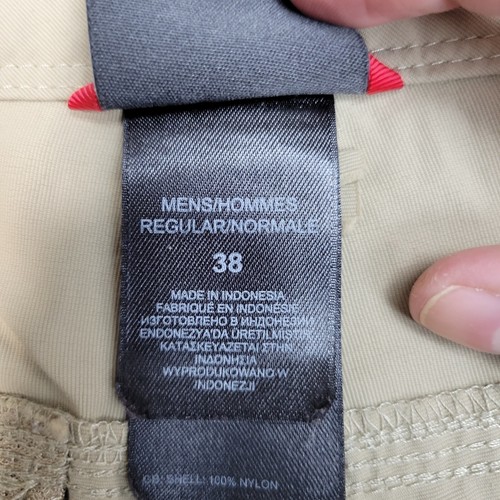 MENS/HOMMES
REGULAR/NORMALE
38
MADE IN INDONESIA
FABRIQUÉ EN INDONÉSIE
ИЗГОТОВЛЕНО В ИНДОНЕЗИИ
ENDONEZYA'DA ÜRETİLMİŞTİR
ΚΑΤΑΣΚΕΥΑΖΕΤΑΙ ΣΤΗΝ
ΙΝΔΟΝΗΣΙΑ
WYPRODUKOWANO W
INDONEZJI
SHELL: 100% NYLON